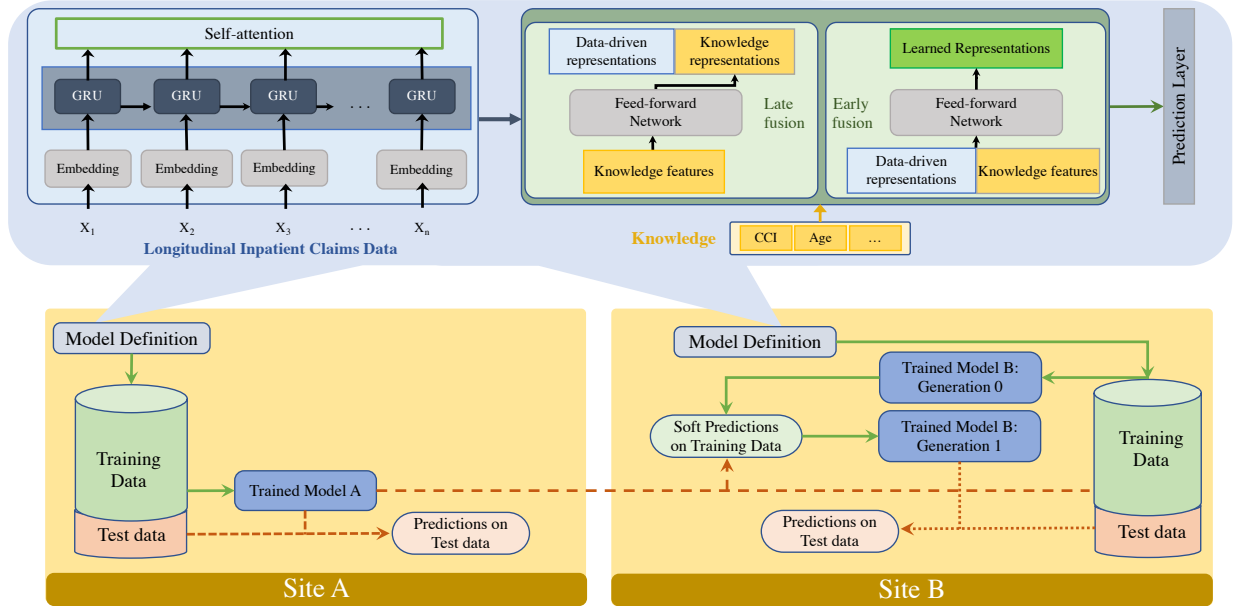 Self-attention
GRU
GRU
GRU
. . .
GRU
Embedding
Embedding
Embedding
Embedding
X1
X2
X3
. . .
Xn
Longitudinal Inpatient Claims Data
Data-driven
representations
Knowledge
representations
Feed-forward
Network
Late
fusion
Knowledge features
Learned Representations
Early
fusion
Feed-forward
Network
Data-driven
representations
Knowledge features
Prediction Layer
Knowledge
CCI
Age
...
Model Definition
Training
Data
Test data
Trained Model A
Predictions on
Test data
Site A
Model Definition
Trained Model B:
Generation 0
Soft Predictions
on Training Data
Trained Model B:
Generation 1
Training
Data
Predictions on
Test data
Test data
Site B